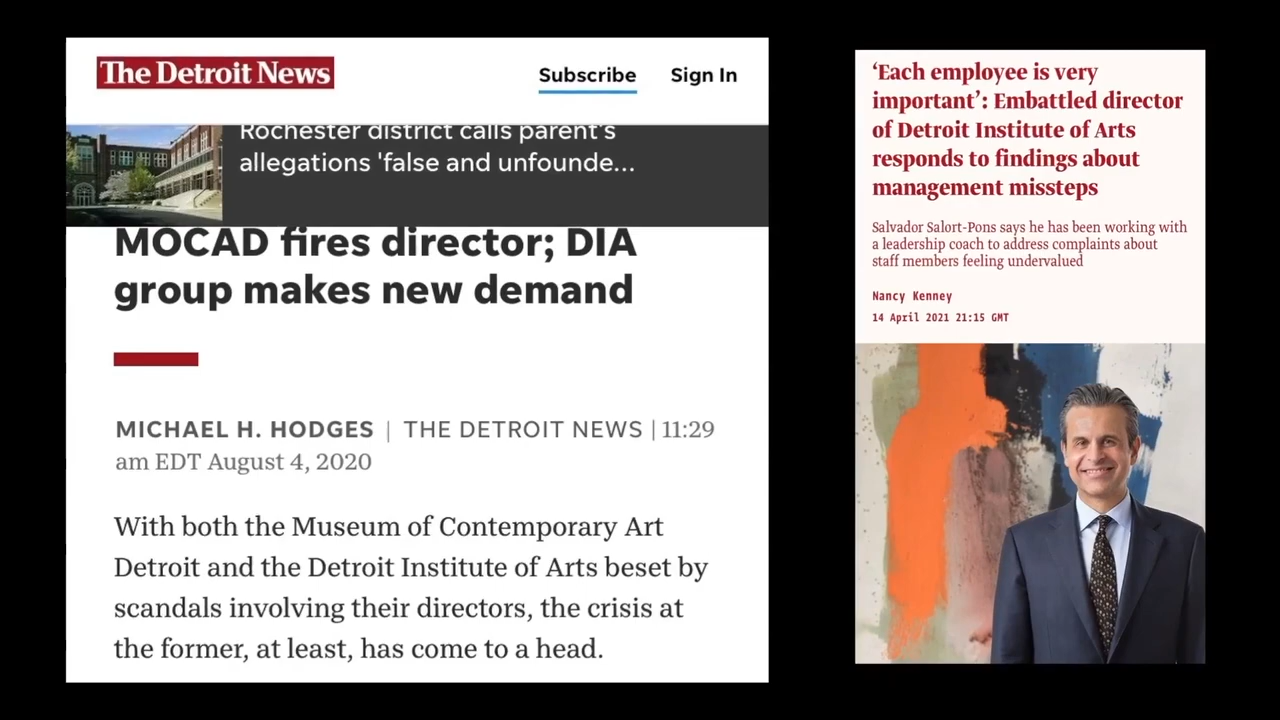 The Detroit News
Subscribe
Sign In
Rochester district calls parent's
allegations 'false and unfounde...
MOCAD fires director; DIA
group makes new demand
MICHAEL H. HODGES | THE DETROIT NEWS | 11:29
am EDT August 4, 2020
With both the Museum of Contemporary Art
Detroit and the Detroit Institute of Arts beset by
scandals involving their directors, the crisis at
the former, at least, has come to a head.
‘Each employee is very
important’: Embattled director
of Detroit Institute of Arts
responds to findings about
management missteps
Salvador Salort-Pons says he has been working with
a leadership coach to address complaints about
staff members feeling undervalued
Nancy Kenney
14 April 2021 21:15 GMT